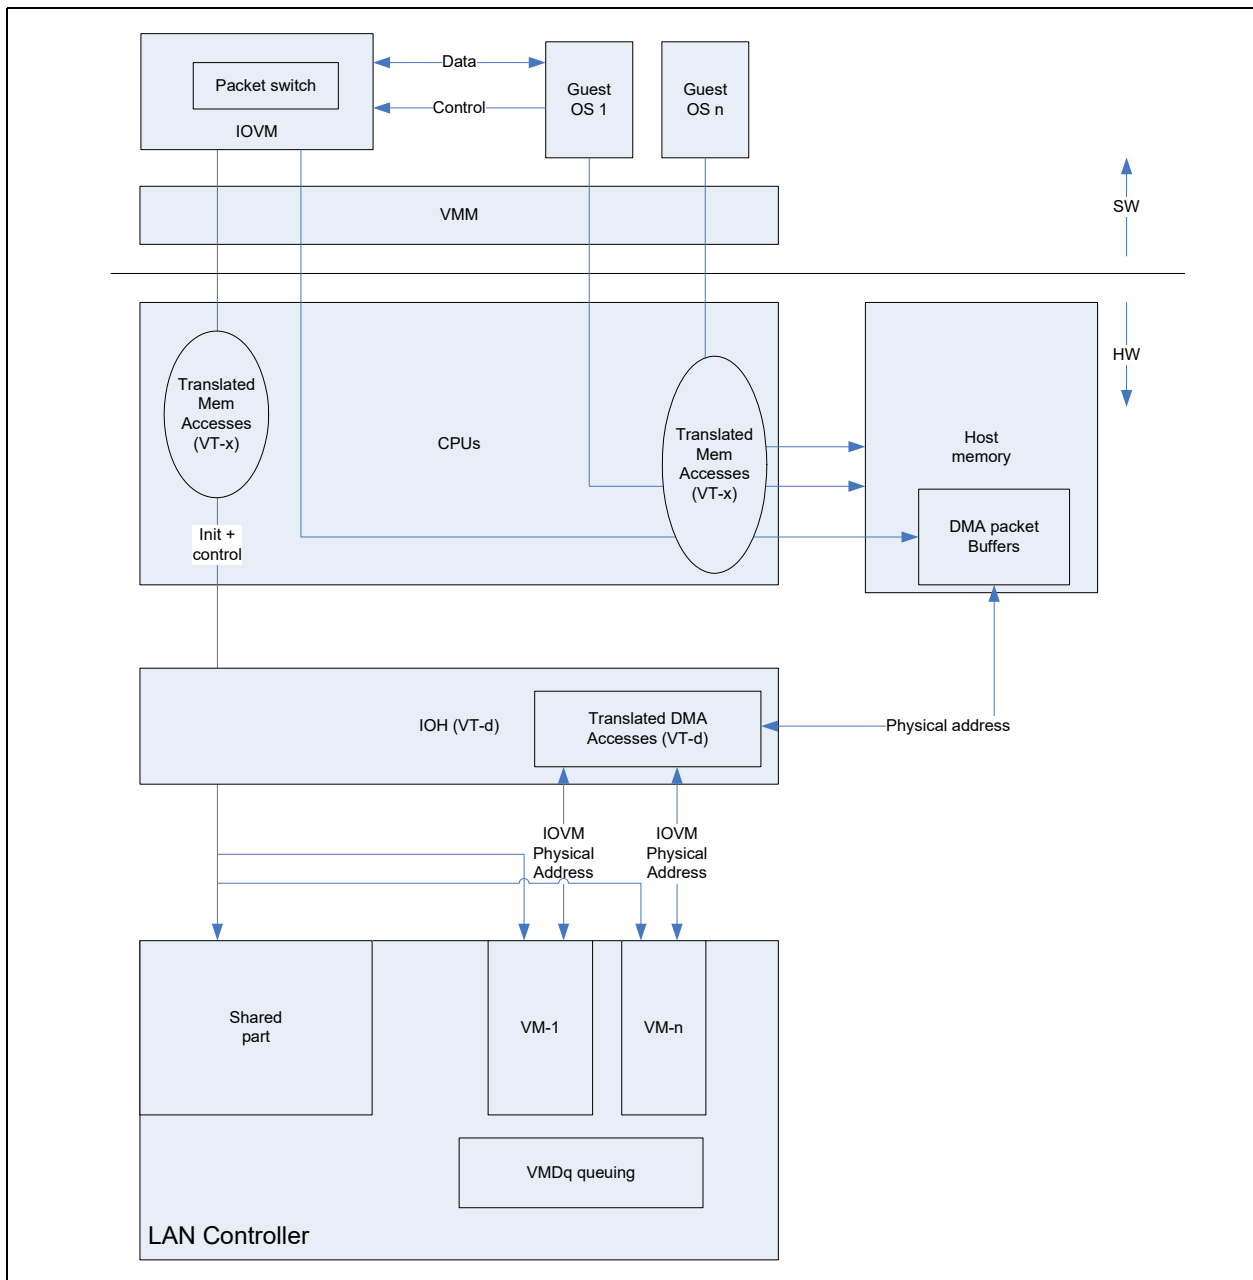 Data
Packet switch
Guest
OS 1
Guest
OS n
Control
IOVM
SW
VMM
HW
Translated
Mem
Accesses
(VT-x)
CPUs
Translated
Mem
Accesses
(VT-x)
Host
memory
Init +
control
DMA packet
Buffers
IOH (VT-d)
Translated DMA
Accesses (VT-d)
Physical address
IOVM
Physical
Address
IOVM
Physical
Address
Shared
part
VM-1
VM-n
VMDq queuing
LAN Controller